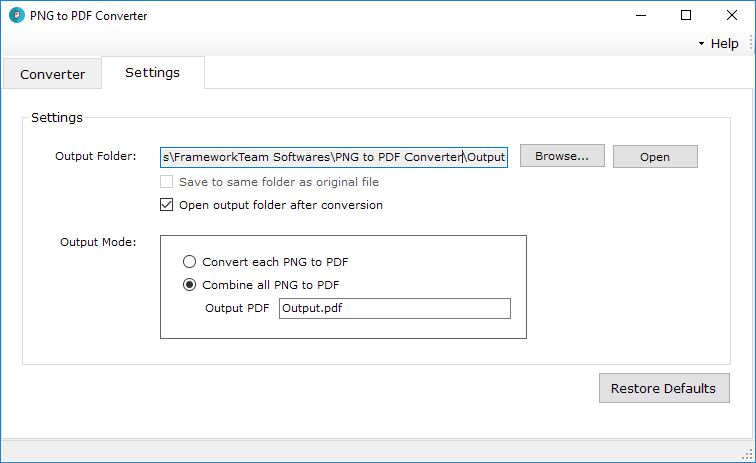 PNG to PDF Converter
Help
Converter Settings
Settings
Output Folder: s\FrameworkTeam Softwares\PNG to PDF Converter\Output Browse... Open
Save to same folder as original file
Open output folder after conversion
Output Mode:
Convert each PNG to PDF
Combine all PNG to PDF
Output PDF Output.pdf
Restore Defaults